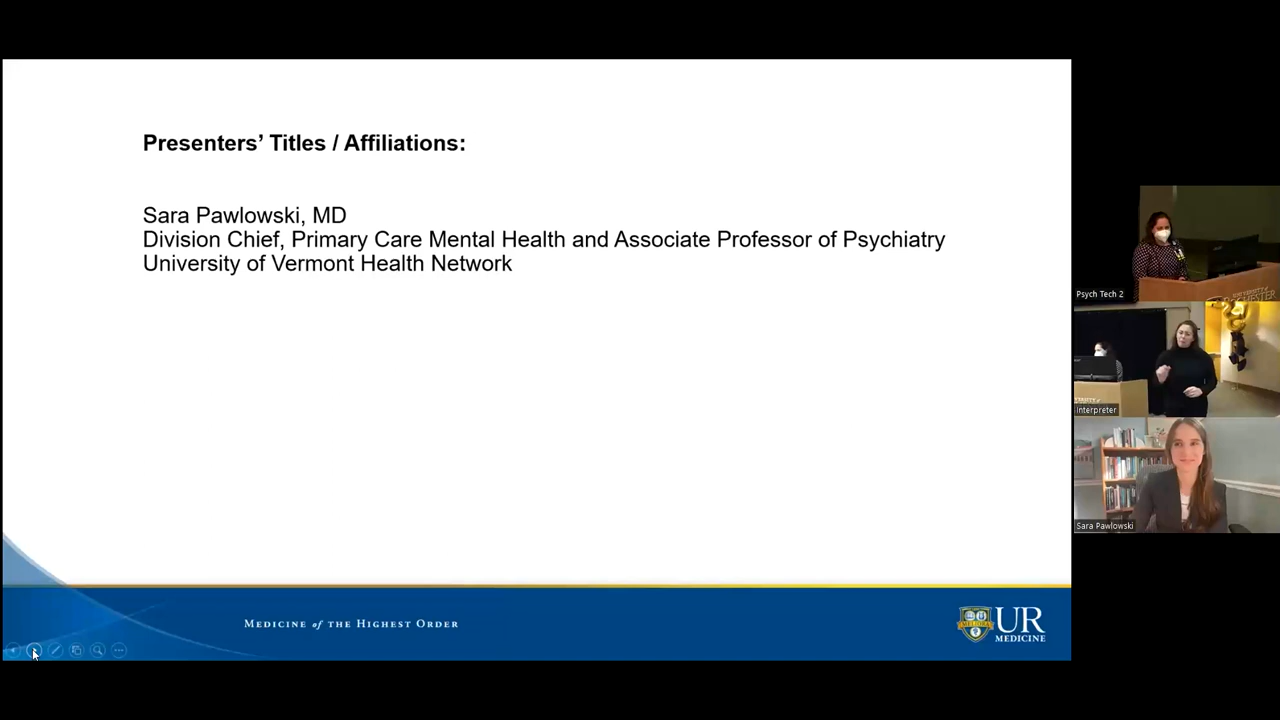 Presenters’ Titles / Affiliations:
Sara Pawlowski, MD
Division Chief, Primary Care Mental Health and Associate Professor of Psychiatry
University of Vermont Health Network
MEDICINE of THE HIGHEST ORDER
MELIORA
UR
MEDICINE
Psych Tech 2
Interpreter
Sara Pawlowski